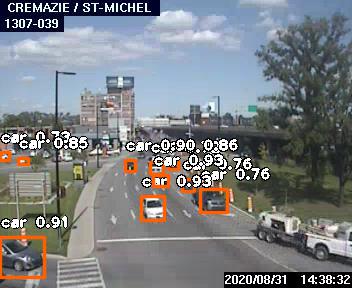 CREMAZIE / ST-MICHEL
1307-039
car 0.73
car 0.85
car 0.90
0.86
car 0.93
0.76
car 0.93
car 0.76
car 0.91
2020/08/31 14:38:32